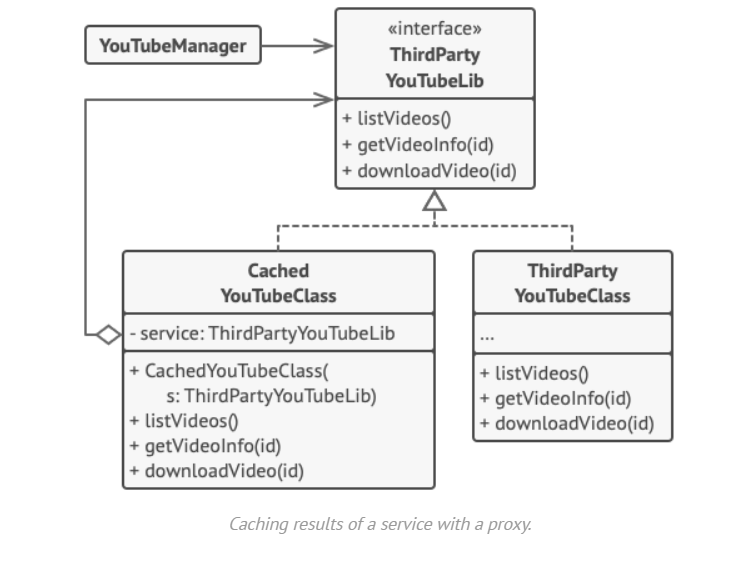 YouTubeManager
«interface»
ThirdParty
YouTubeLib
+ listVideos()
+ getVideoInfo(id)
+ downloadVideo(id)
Cached
YouTubeClass
- service: ThirdPartyYouTubeLib
+ CachedYouTubeClass(
s: ThirdPartyYouTubeLib)
+ listVideos()
+ getVideoInfo(id)
+ downloadVideo(id)
ThirdParty
YouTubeClass
...
+ listVideos()
+ getVideoInfo(id)
+ downloadVideo(id)
Caching results of a service with a proxy.